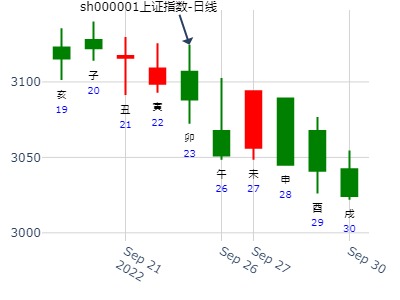 sh000001上证指数-日线
3100
3050
3000
亥
19
子
20
丑
21
寅
22
卯
23
午
26
未
27
申
28
酉
29
戌
30
Sep 21
2022
Sep 26
Sep 27
Sep 30